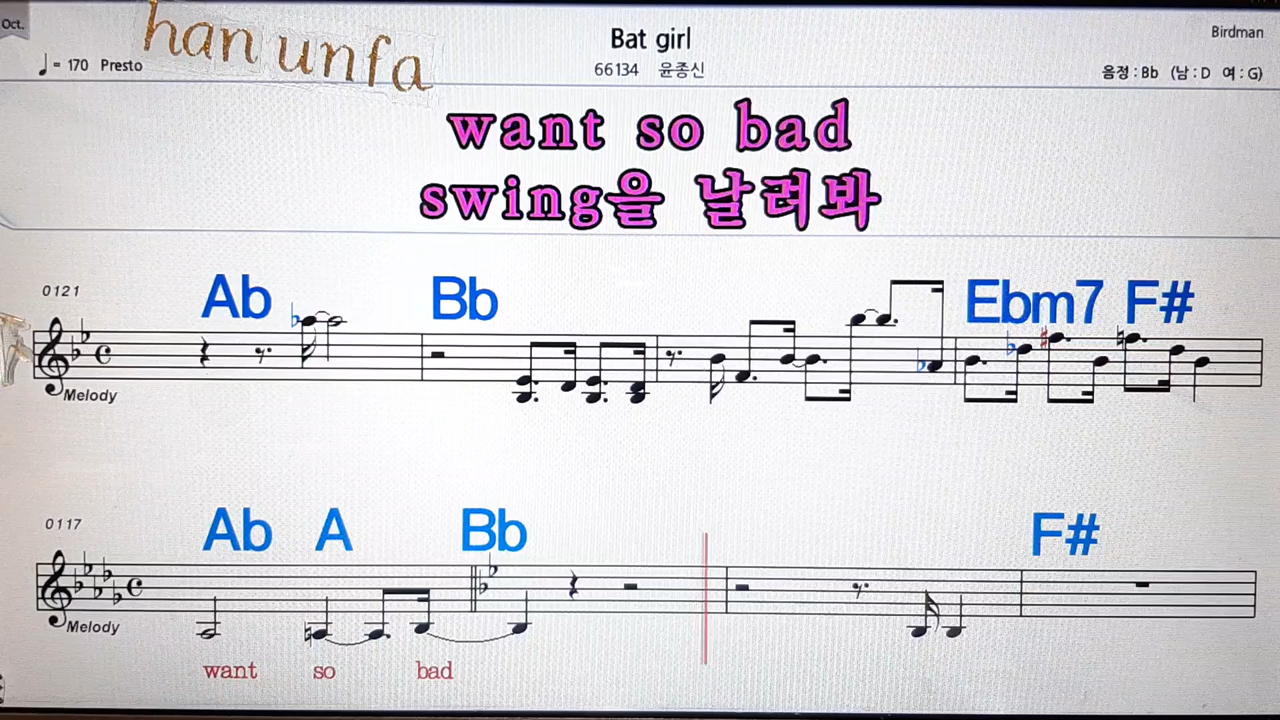 Oct.
han unfa
♩= 170 Presto
Bat girl
66134 윤종신
Birdman
음정 : Bb (남 : D 여 : G)
want so bad
swing을 날려봐
0121
Ab Bb Ebm7 F#
Melody
0117
Ab A Bb F#
Melody
want so bad